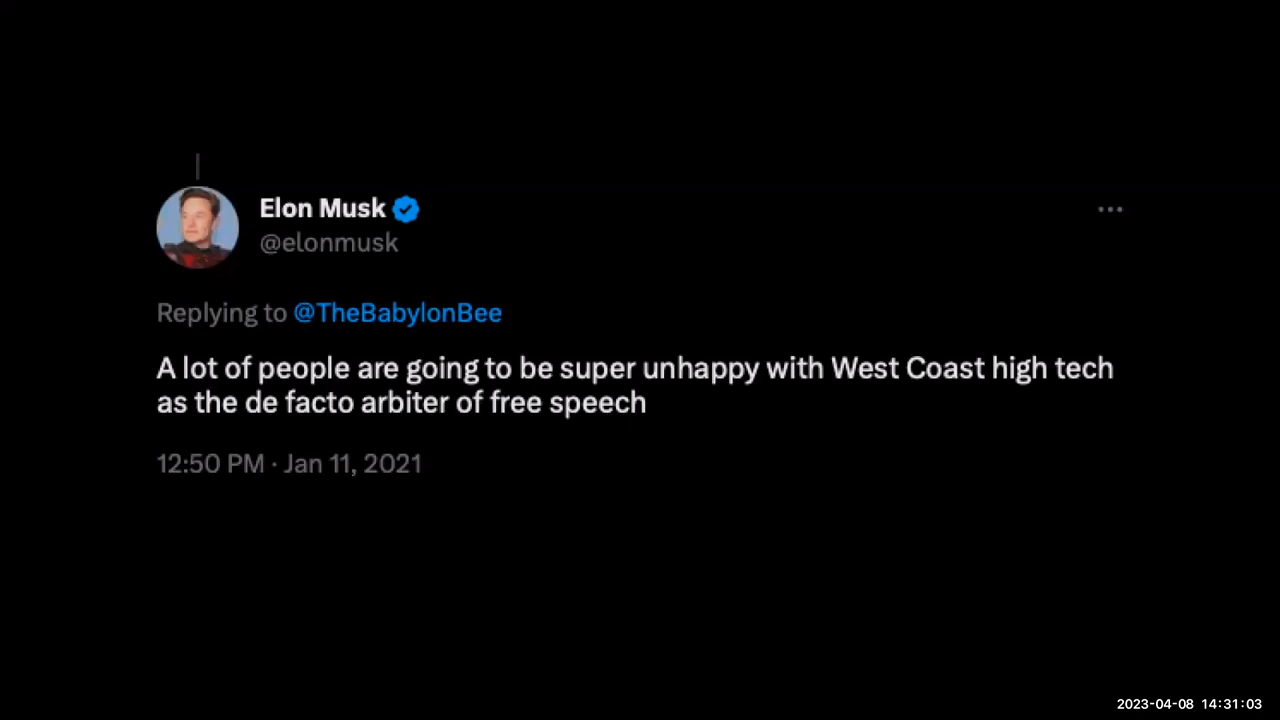 Elon Musk
@elonmusk
Replying to @TheBabylonBee
A lot of people are going to be super unhappy with West Coast high tech
as the de facto arbiter of free speech
12:50 PM · Jan 11, 2021
2023-04-08 14:31:03